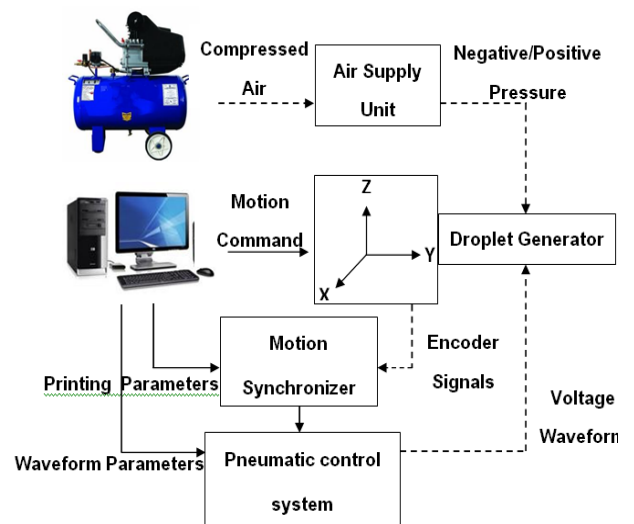 Compressed
Air
Air Supply
Unit
Negative/Positive
Pressure
Motion
Command
Z
Y
X
Droplet Generator
Motion
Synchronizer
Encoder
Signals
Printing Parameters
Voltage
Waveform
Waveform Parameters
Pneumatic control
system